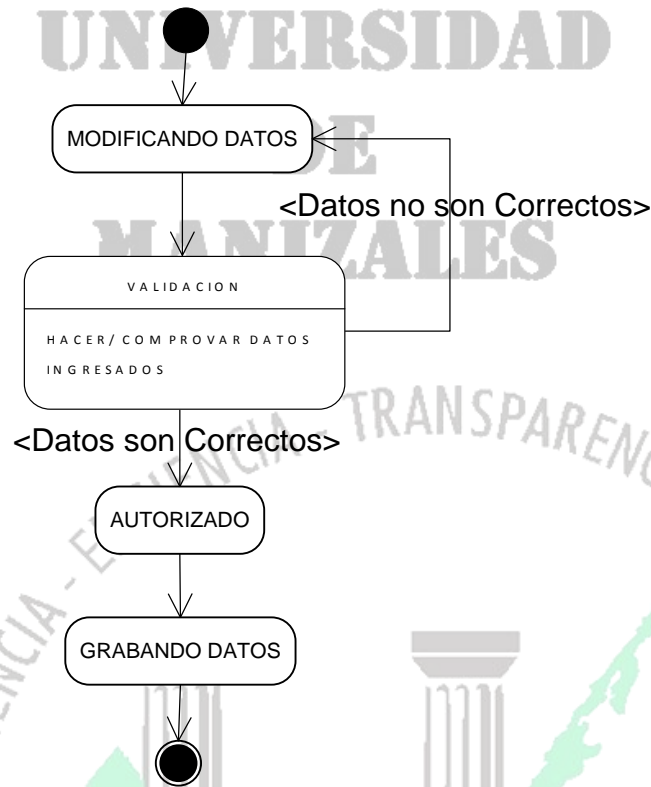 UNIVERSIDAD
MODIFICANDO DATOS
DE
<Datos no son Correctos>
MANIZALES
VALIDACION
HACER/ COMPROVAR DATOS
INGRESADOS
TRANSPARENC
<Datos son Correctos>
AUTORIZADO
GRABANDO DATOS